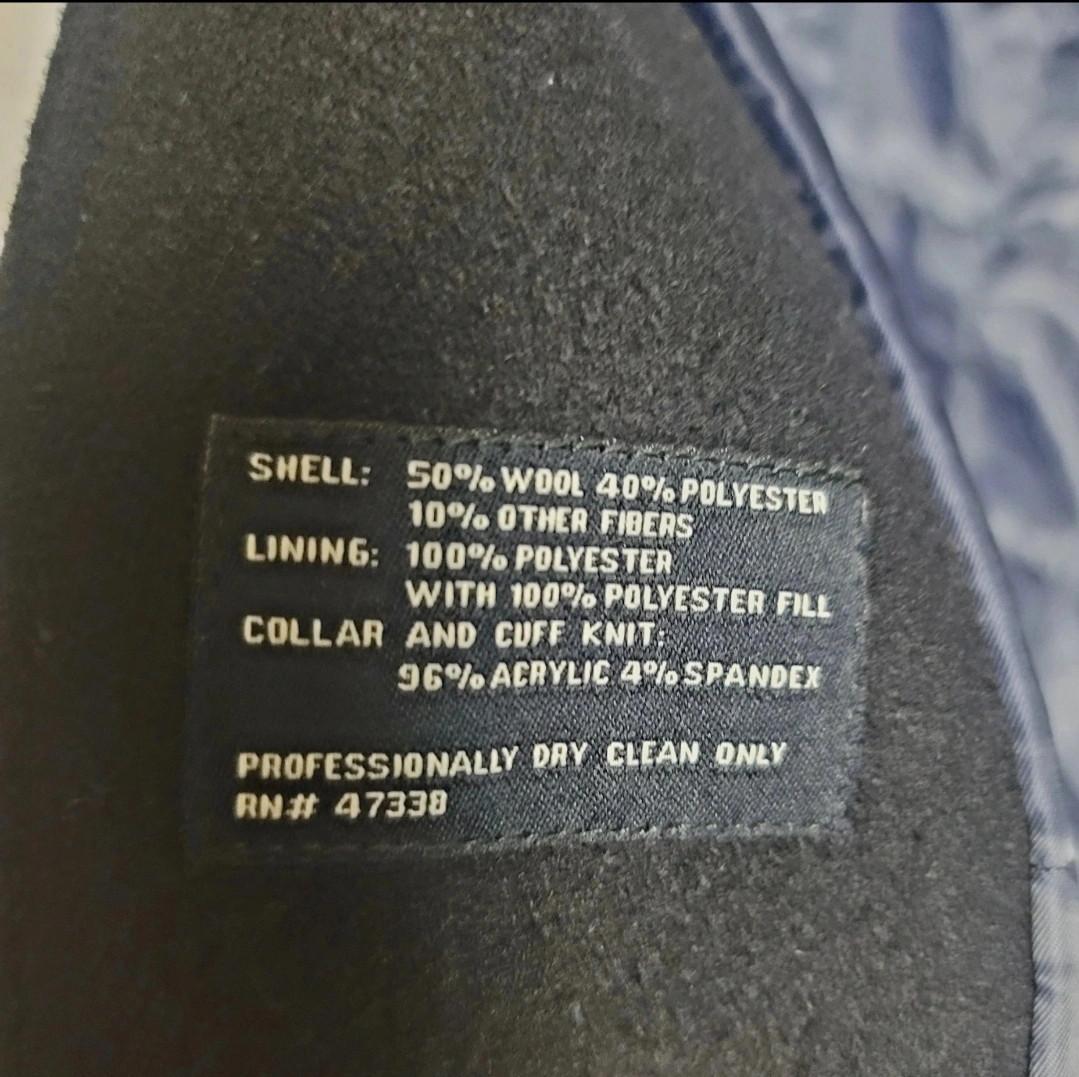 SHELL: 50% WOOL 40% POLYESTER
10% OTHER FIBERS
LINING: 100% POLYESTER
WITH 100% POLYESTER FILL
COLLAR AND CUFF KNIT:
96% ACRYLIC 4% SPANDEX
PROFESSIONALLY DRY CLEAN ONLY
RN# 47338